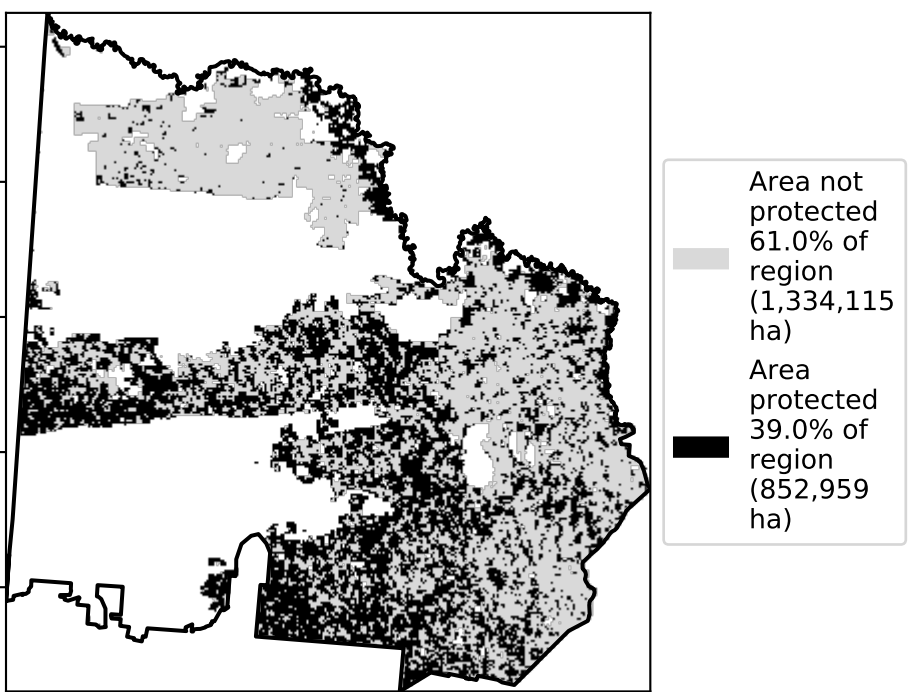 Area not
protected
61.0% of
region
(1,334,115
ha)
Area
protected
39.0% of
region
(852,959
ha)